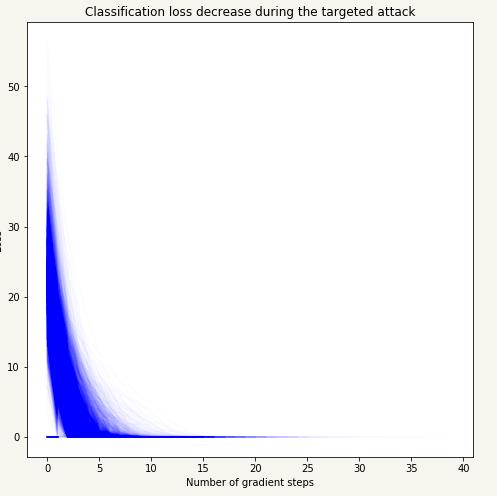 Classification loss decrease during the targeted attack
50
40
30
20
10
0
0 5 10 15 20 25 30 35 40
Number of gradient steps